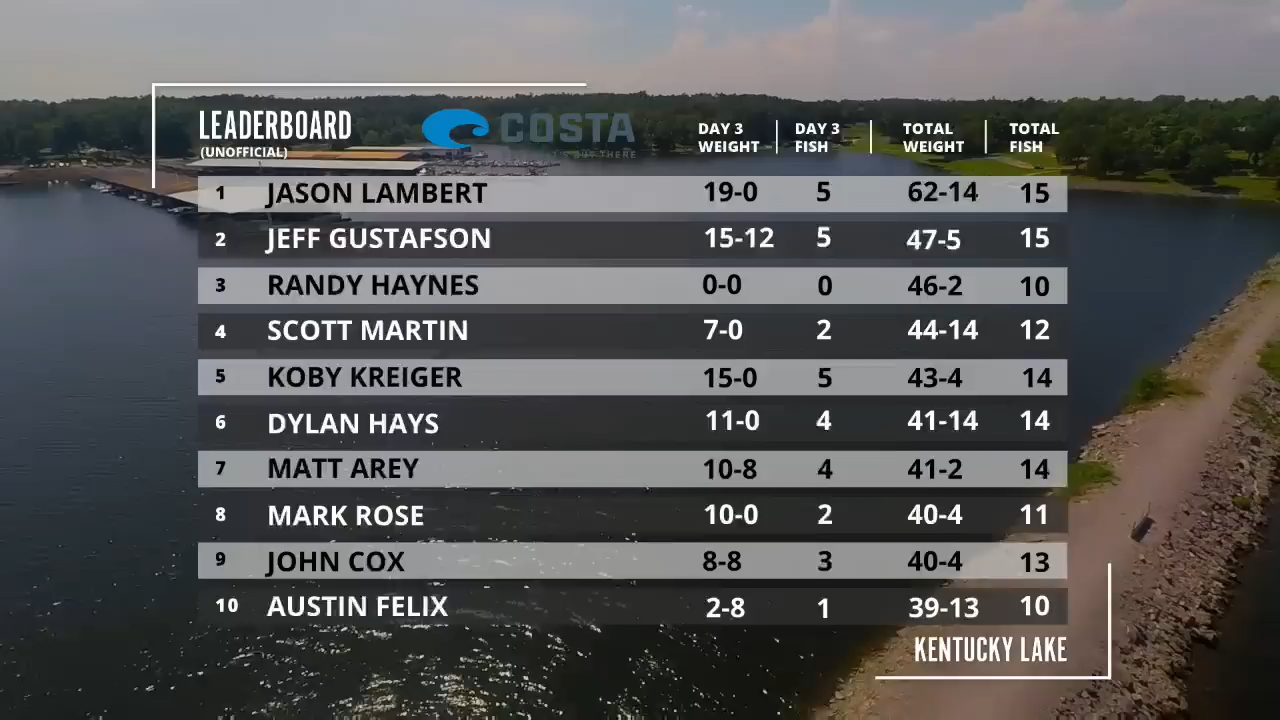 LEADERBOARD
(UNOFFICIAL)
COSTA
OUT THERE
DAY 3 WEIGHT
DAY 3 FISH
TOTAL WEIGHT
TOTAL FISH
1 JASON LAMBERT 19-0 5 62-14 15
2 JEFF GUSTAFSON 15-12 5 47-5 15
3 RANDY HAYNES 0-0 0 46-2 10
4 SCOTT MARTIN 7-0 2 44-14 12
5 KOBY KREIGER 15-0 5 43-4 14
6 DYLAN HAYS 11-0 4 41-14 14
7 MATT AREY 10-8 4 41-2 14
8 MARK ROSE 10-0 2 40-4 11
9 JOHN COX 8-8 3 40-4 13
10 AUSTIN FELIX 2-8 1 39-13 10
KENTUCKY LAKE